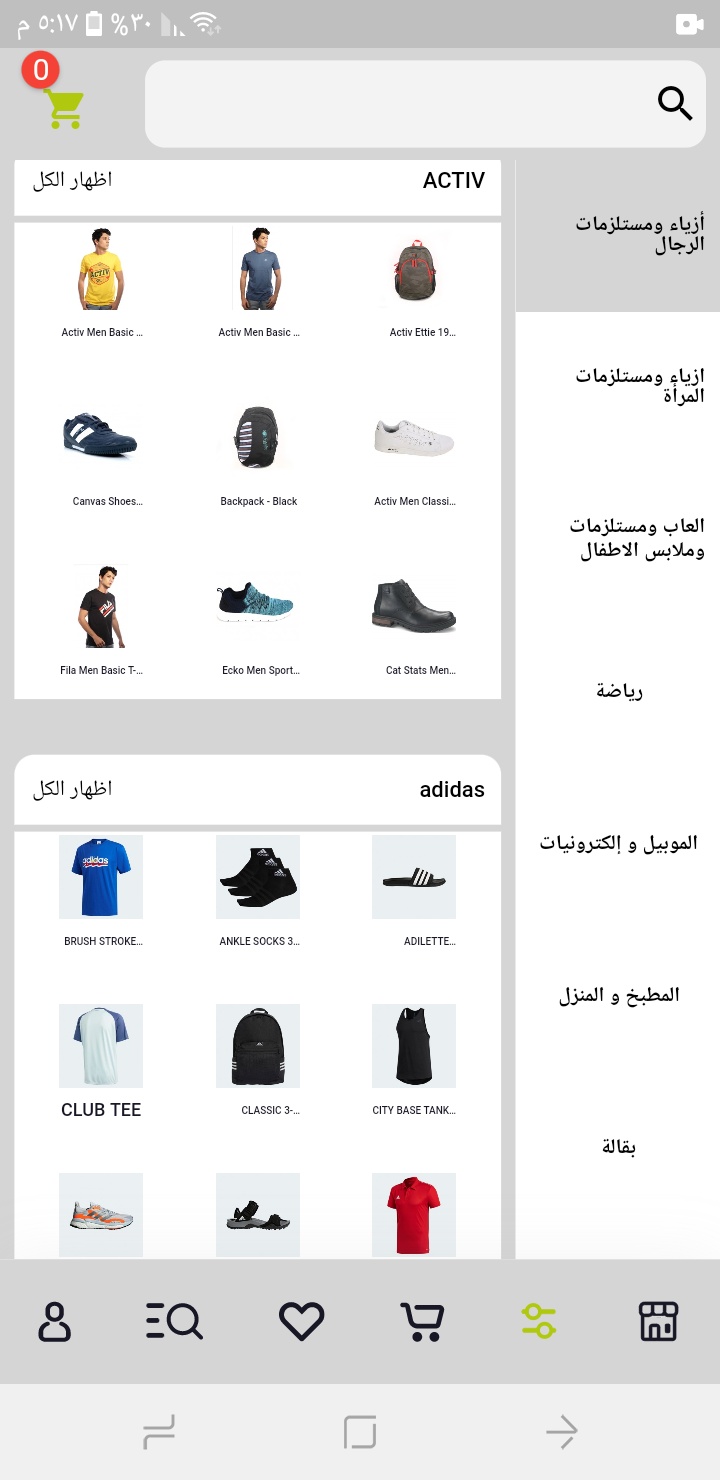 ٥:١٧ م
%٣٠
0
ACTIV
اظهار الكل
Activ Ettie 19...
Activ Men Basic ...
Activ Men Basic ...
Activ Men Classi...
Backpack - Black
Canvas Shoes...
Cat Stats Men...
Ecko Men Sport...
Fila Men Basic T-...
adidas
اظهار الكل
ADILETTE...
ANKLE SOCKS 3...
BRUSH STROKE...
CITY BASE TANK...
CLASSIC 3-...
CLUB TEE
أزياء ومستلزمات
الرجال
ازياء ومستلزمات
المرأة
العاب ومستلزمات
وملابس الاطفال
رياضة
الموبيل و إلكترونيات
المطبخ و المنزل
بقالة
ACTIV
FILA
adidas